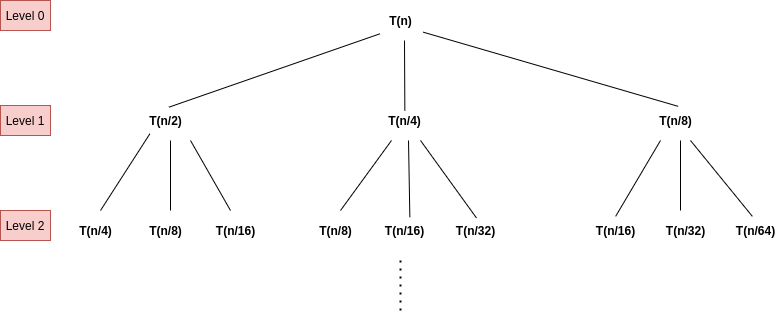 Level 0
T(n)
Level 1
T(n/2) T(n/4) T(n/8)
Level 2
T(n/4) T(n/8) T(n/16) T(n/8) T(n/16) T(n/32) T(n/16) T(n/32) T(n/64)